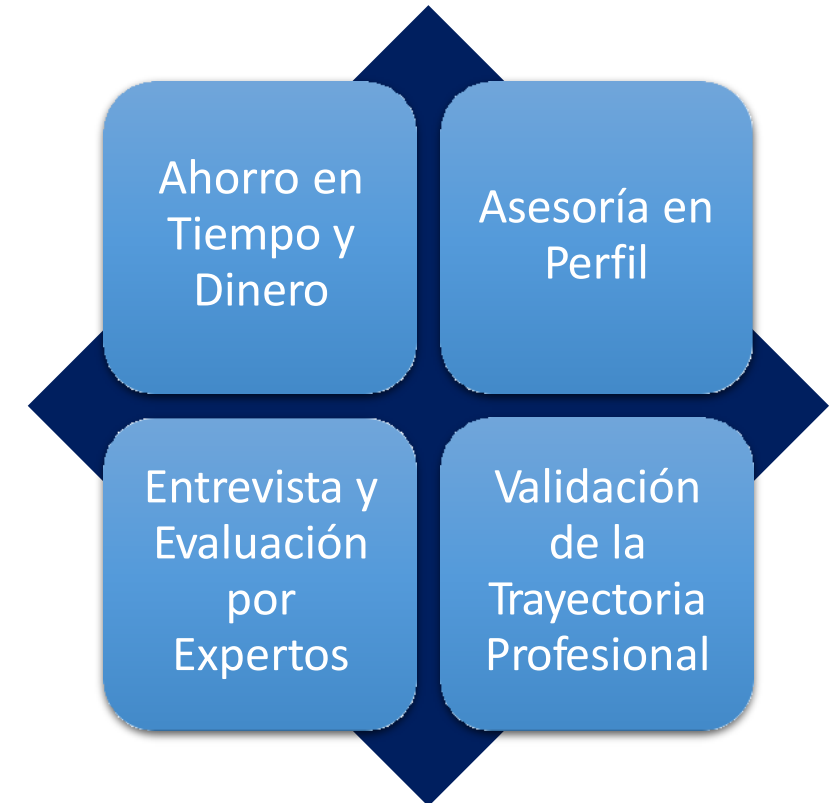 Ahorro en
Tiempo y
Dinero
Asesoría en
Perfil
Entrevista y
Evaluación
por
Expertos
Validación
de la
Trayectoria
Profesional